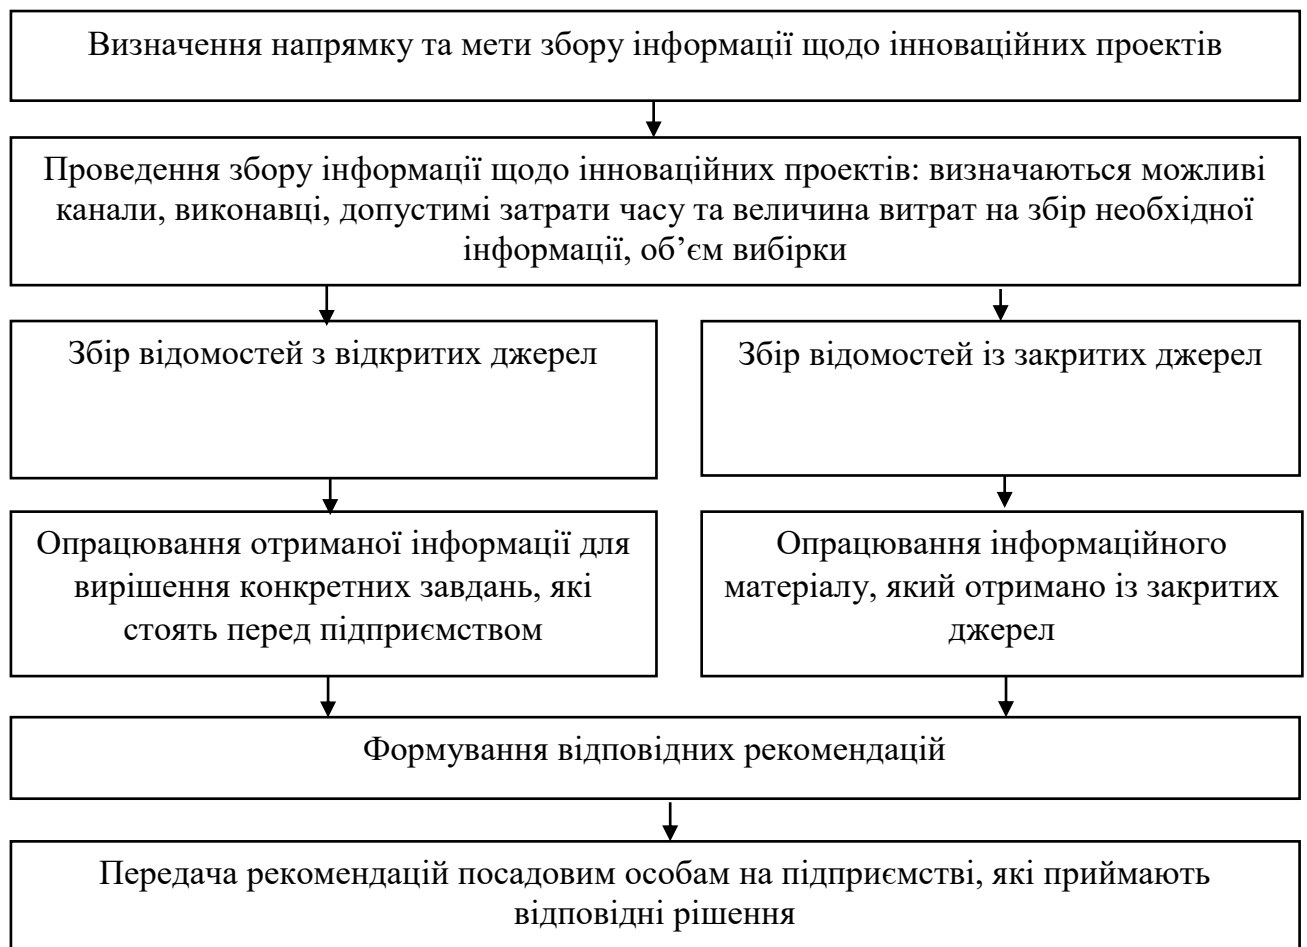 Визначення напрямку та мети збору інформації щодо інноваційних проектів
Проведення збору інформації щодо інноваційних проектів: визначаються можливі
канали, виконавці, допустимі затрати часу та величина витрат на збір необхідної
інформації, об’єм вибірки
Збір відомостей з відкритих джерел
Збір відомостей із закритих джерел
Опрацювання отриманої інформації для
вирішення конкретних завдань, які
стоять перед підприємством
Опрацювання інформаційного
матеріалу, який отримано із закритих
джерел
Формування відповідних рекомендацій
Передача рекомендацій посадовим особам на підприємстві, які приймають
відповідні рішення